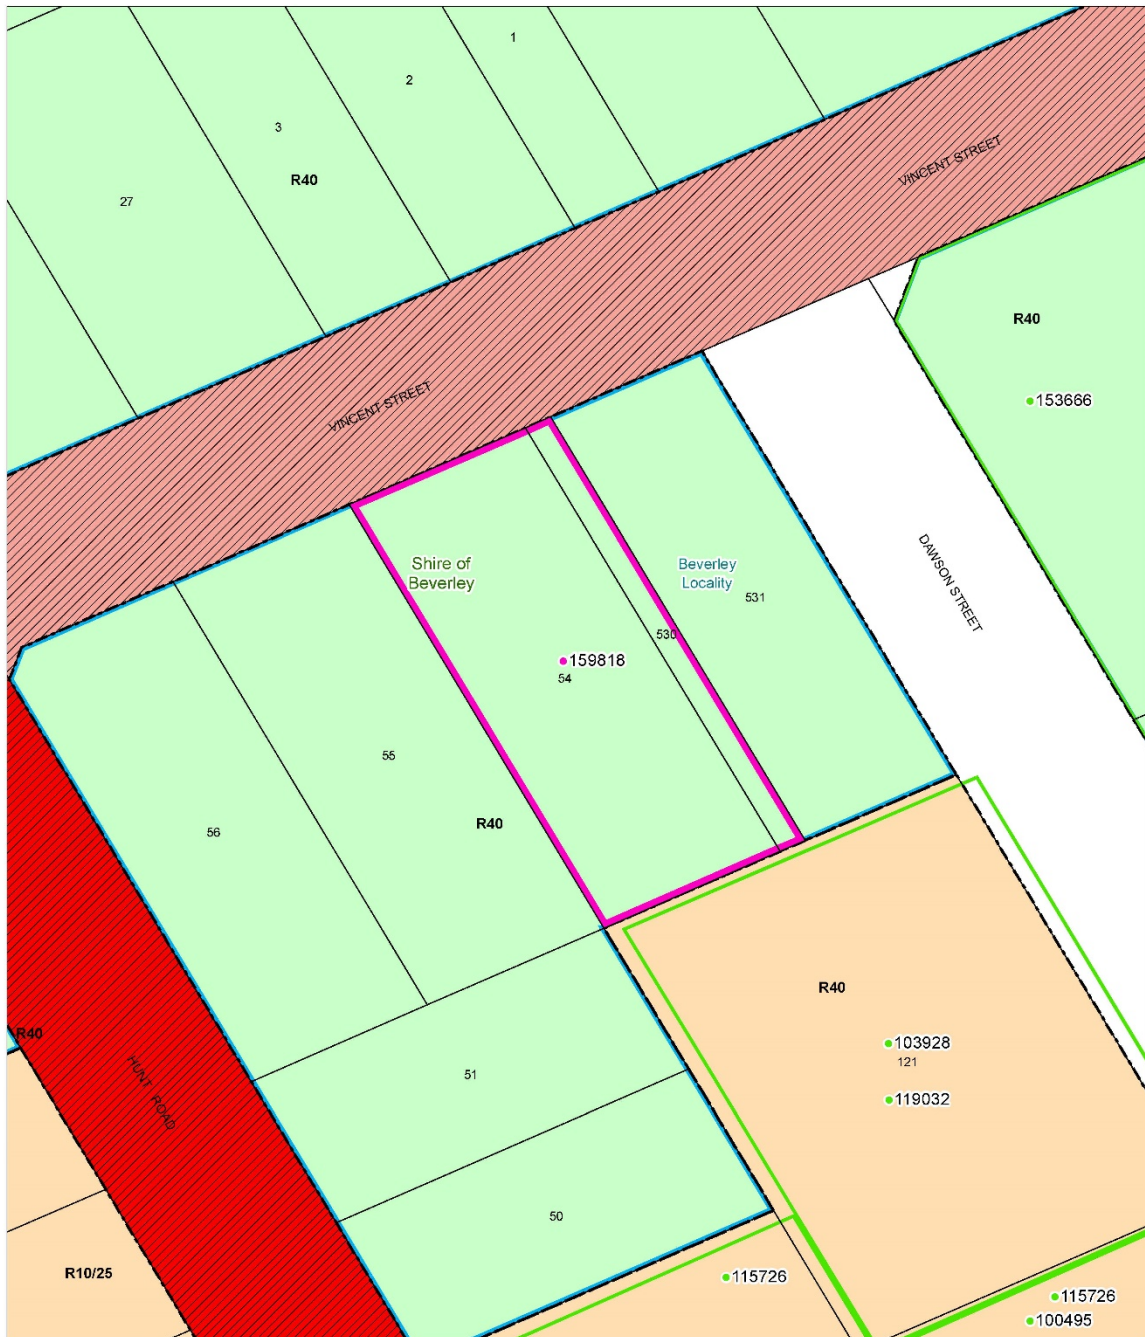 1
2
3
R40
27
VINCENT STREET
R40
153666
VINCENT STREET
Shire of
Beverley
Beverley
Locality
531
DAWSON STREET
530
159818
54
55
R40
56
R40
103928
121
119032
R40
51
HUNT ROAD
50
R10/25
115726
115726
100495